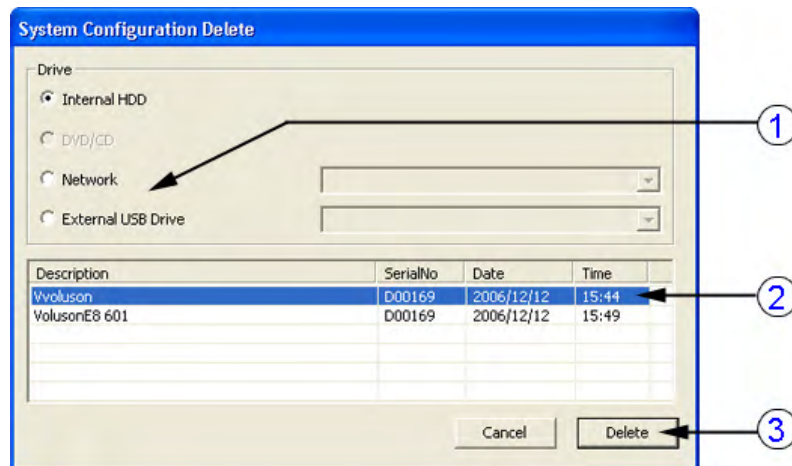 System Configuration Delete
Drive
Internal HDD
DVD/CD
1
Network
External USB Drive
Description SerialNo Date Time
Vvoluson D00169 2006/12/12 15:44
2
VolusonE8 601 D00169 2006/12/12 15:49
Cancel Delete
3